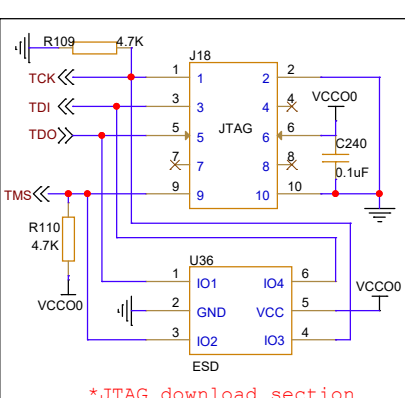 R109 4.7K
J18
TCK 1 1 2 2
TDI 3 3 4 4 VCCO0
JTAG
TDO 5 5 6 6
C240
7 7 8 8 0.1uF
TMS 9 9 10 10
R110
4.7K
U36
VCCO0
1 IO1 IO4 6
VCCO0
2 GND VCC 5
3 IO2 IO3 4
ESD
*JTAG download section